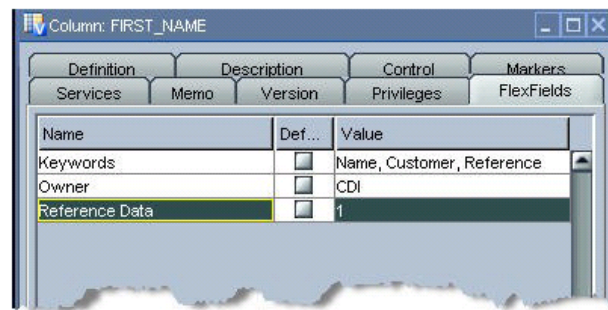 Column: FIRST_NAME
Definition Description Control Markers
Services Memo Version Privileges FlexFields
Name Def... Value
Keywords Name, Customer, Reference
Owner CDI
Reference Data 1